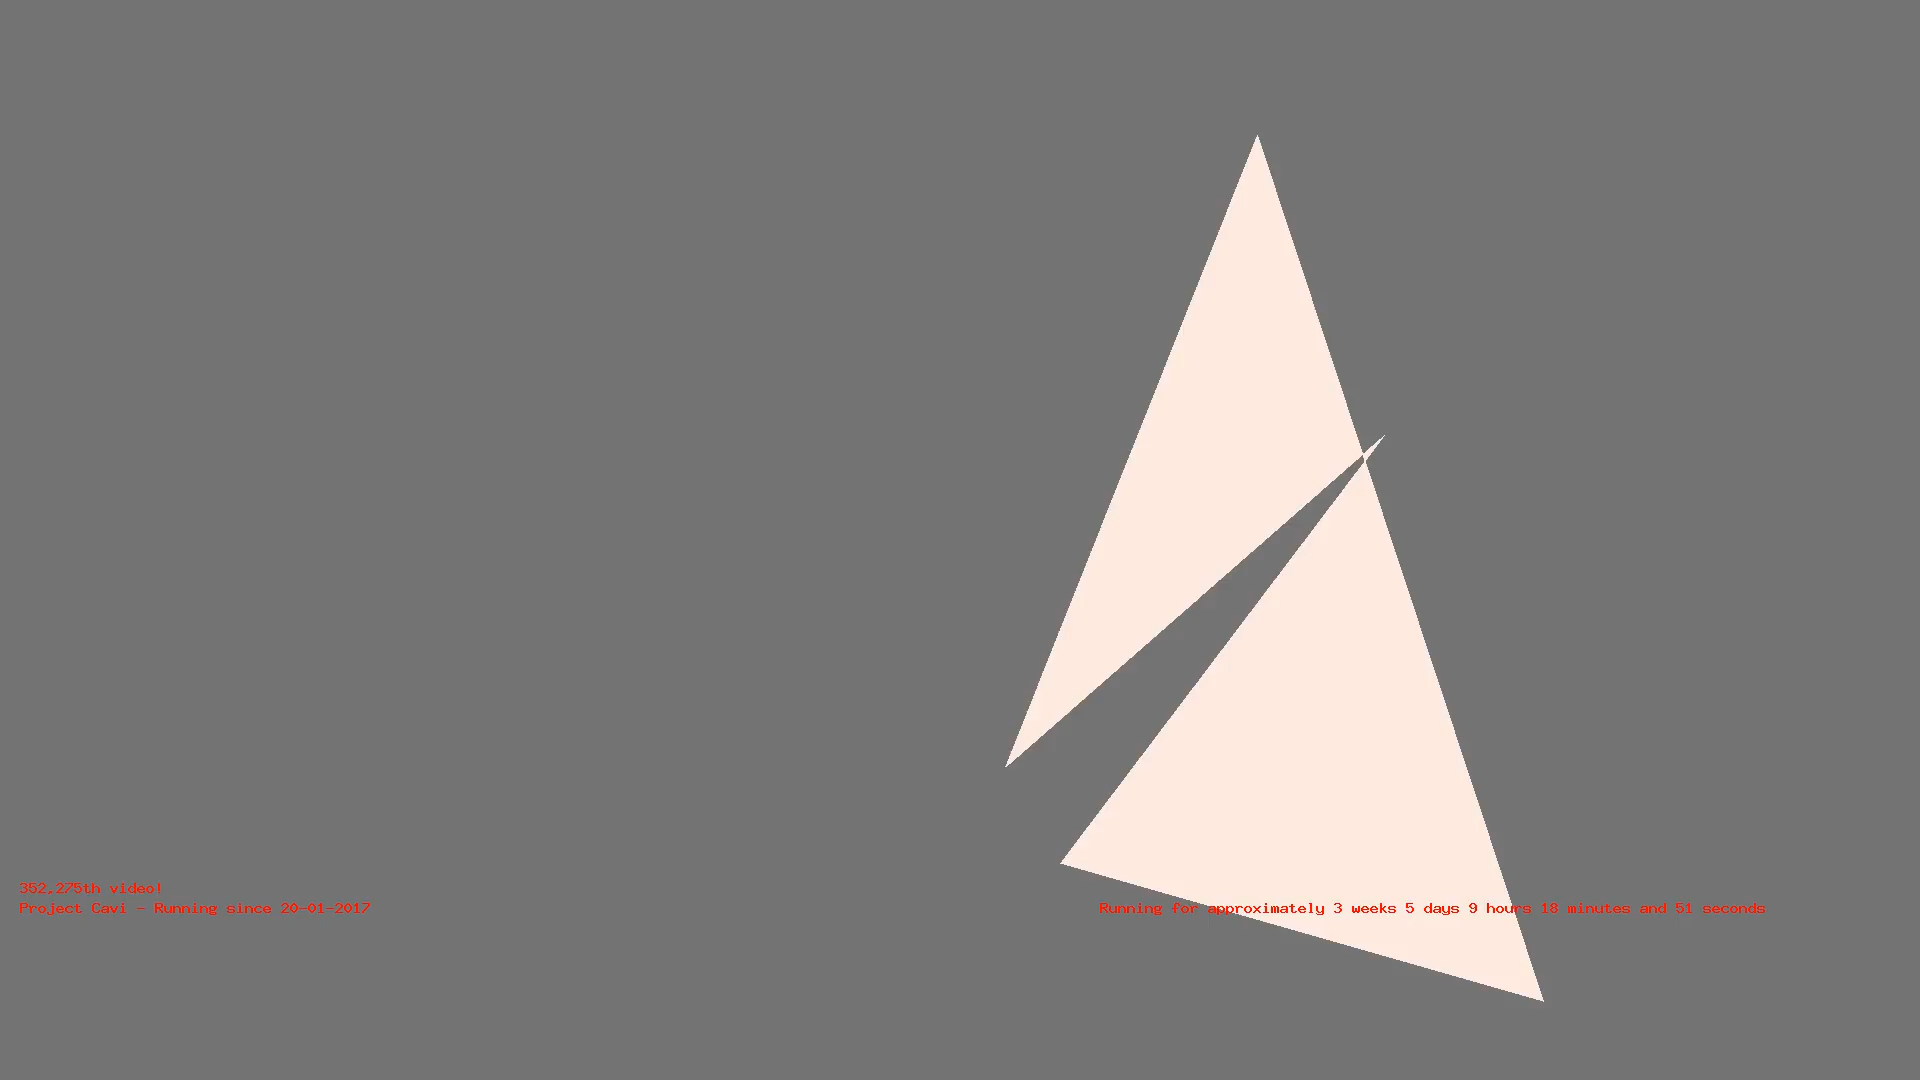 352,275th video!
Project Cavi - Running since 20-01-2017
Running for approximately 3 weeks 5 days 9 hours 18 minutes and 51 seconds